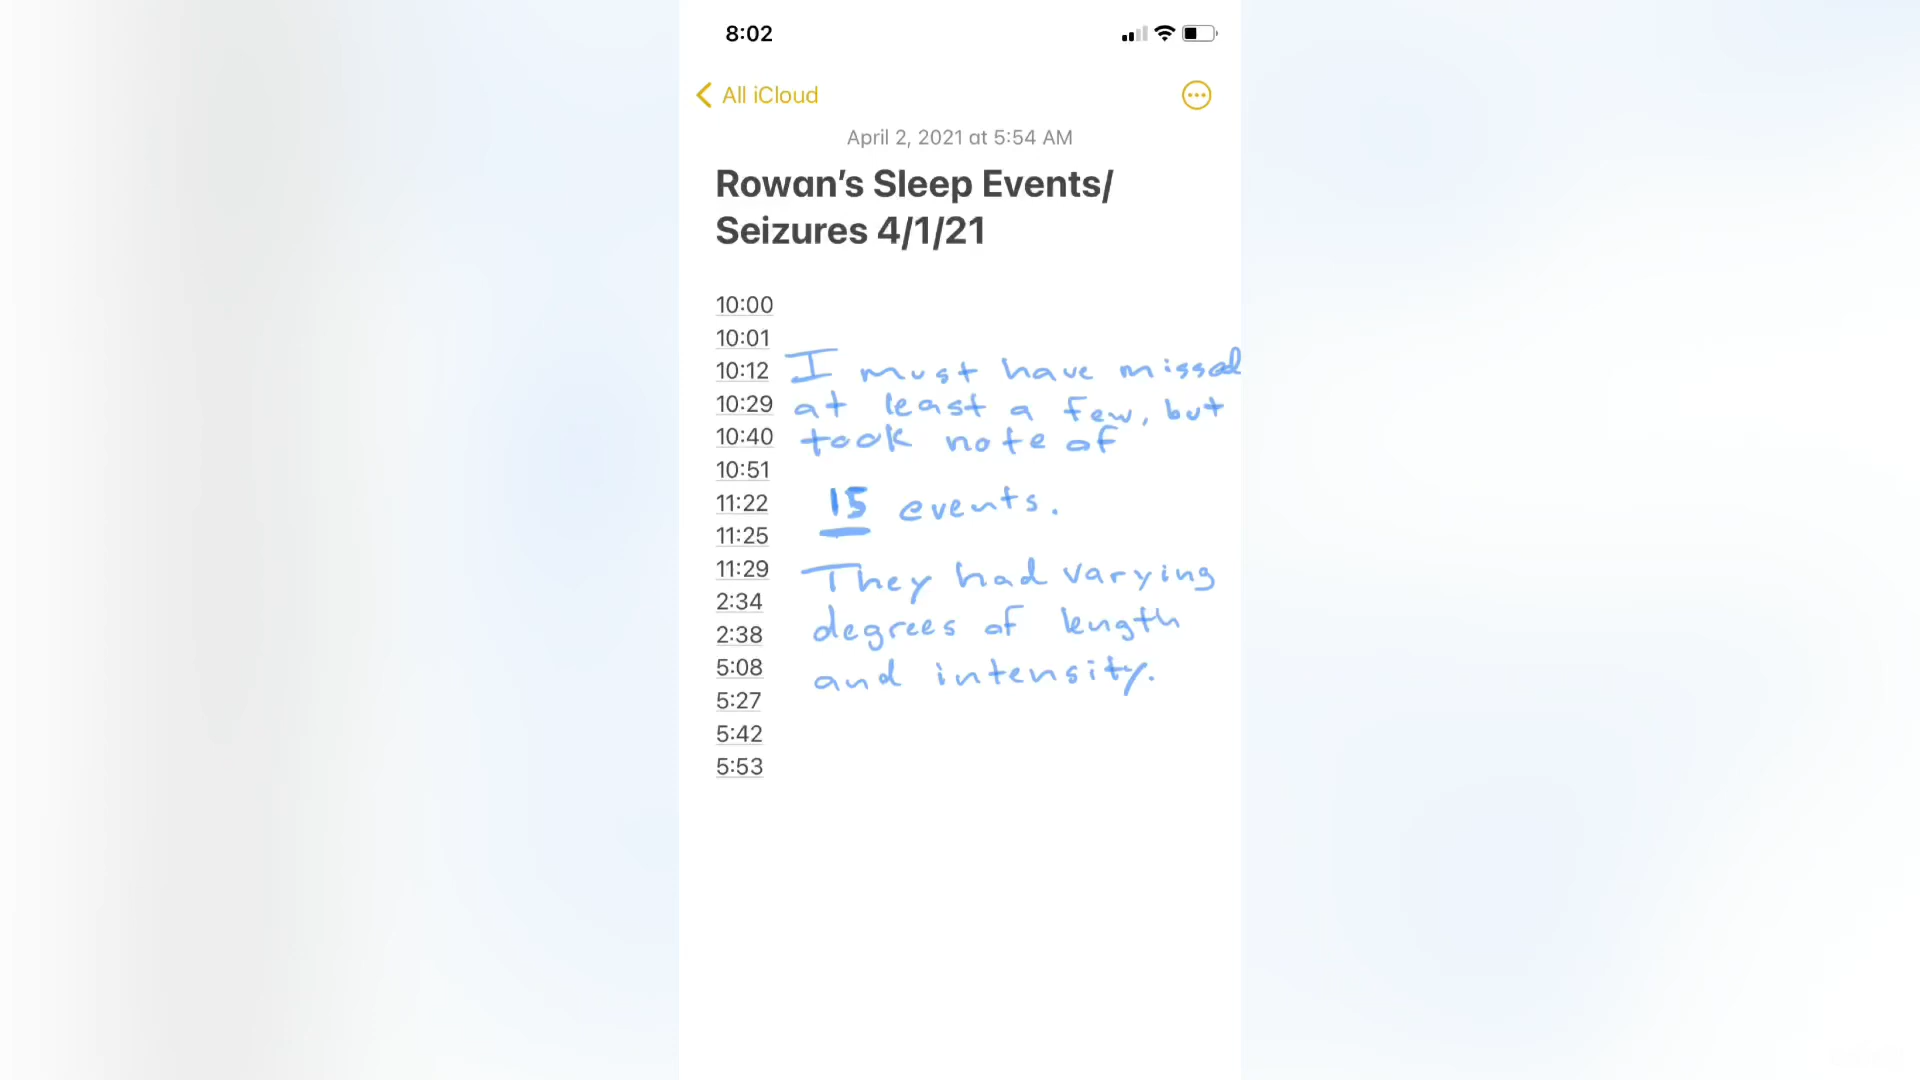 8:02
All iCloud
April 2, 2021 at 5:54 AM
Rowan's Sleep Events/
Seizures 4/1/21
10:00
10:01
10:12
10:29
10:40
10:51
11:22
11:25
11:29
2:34
2:38
5:08
5:27
5:42
5:53
I must have missed
at least a few, but
took note of
15 events.
They had varying
degrees of length
and intensity.